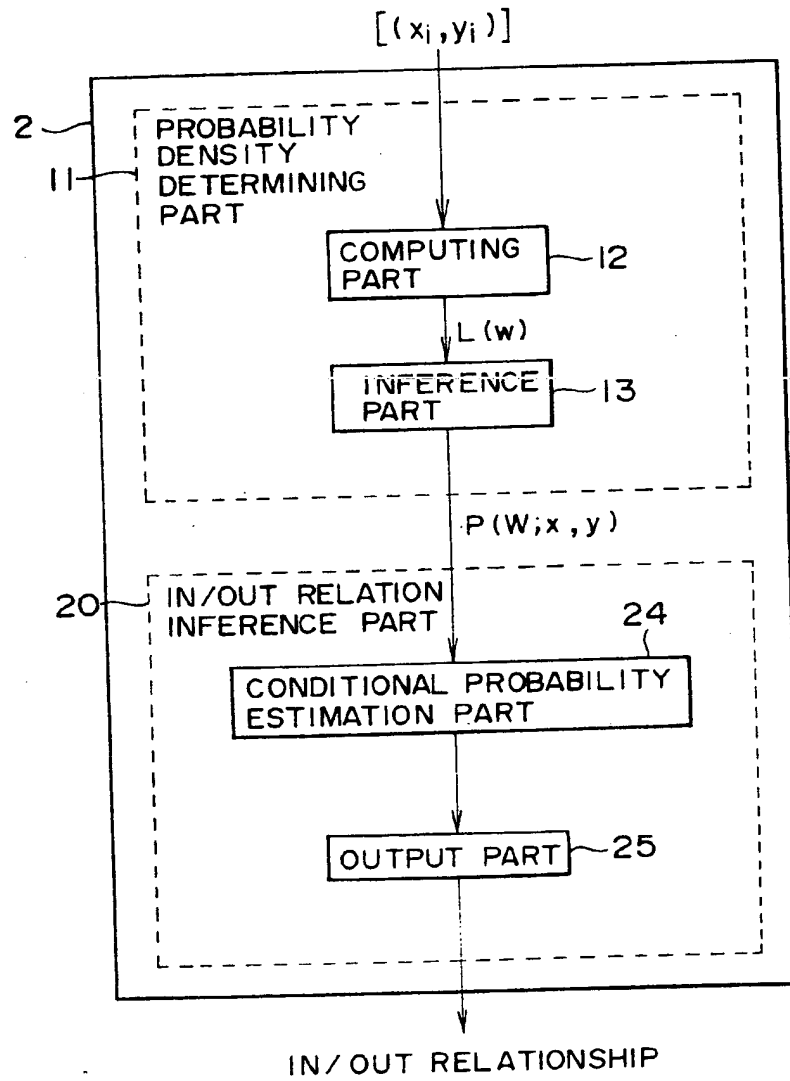 [(xi,yi)]
2
PROBABILITY
DENSITY
DETERMINING
PART
11
COMPUTING
PART
12
L(w)
INFERENCE
PART
13
P(W;x,y)
20
IN/OUT RELATION
INFERENCE PART
24
CONDITIONAL PROBABILITY
ESTIMATION PART
OUTPUT PART
25
IN/OUT RELATIONSHIP